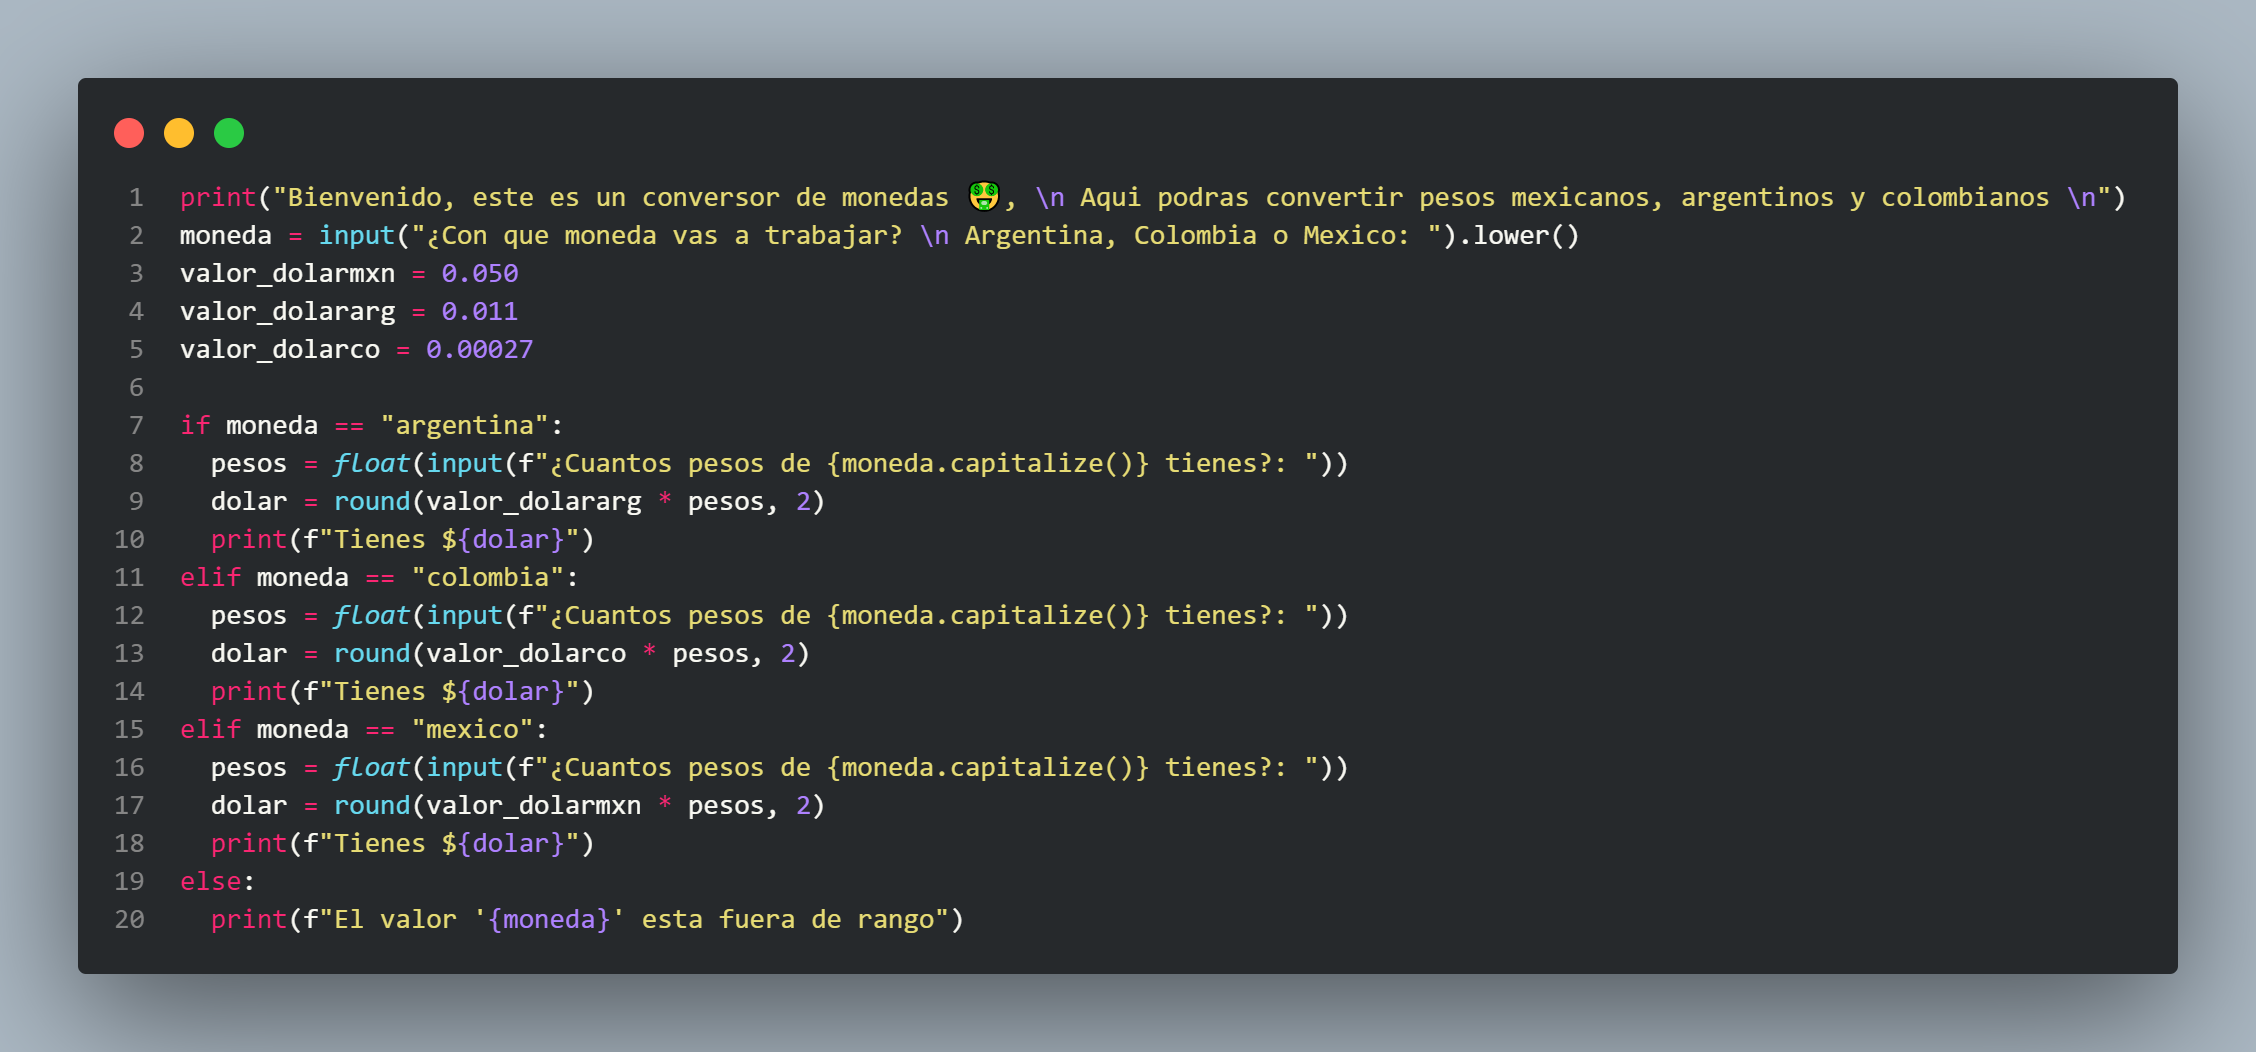 1 print("Bienvenido, este es un conversor de monedas 🤑, \n Aqui podras convertir pesos mexicanos, argentinos y colombianos \n")
2 moneda = input("¿Con que moneda vas a trabajar? \n Argentina, Colombia o Mexico: ").lower()
3 valor_dolarmxn = 0.050
4 valor_dolararg = 0.011
5 valor_dolarco = 0.00027
6
7 if moneda == "argentina":
8   pesos = float(input(f"¿Cuantos pesos de {moneda.capitalize()} tienes?: "))
9   dolar = round(valor_dolararg * pesos, 2)
10   print(f"Tienes ${dolar}")
11 elif moneda == "colombia":
12   pesos = float(input(f"¿Cuantos pesos de {moneda.capitalize()} tienes?: "))
13   dolar = round(valor_dolarco * pesos, 2)
14   print(f"Tienes ${dolar}")
15 elif moneda == "mexico":
16   pesos = float(input(f"¿Cuantos pesos de {moneda.capitalize()} tienes?: "))
17   dolar = round(valor_dolarmxn * pesos, 2)
18   print(f"Tienes ${dolar}")
19 else:
20   print(f"El valor '{moneda}' esta fuera de rango")